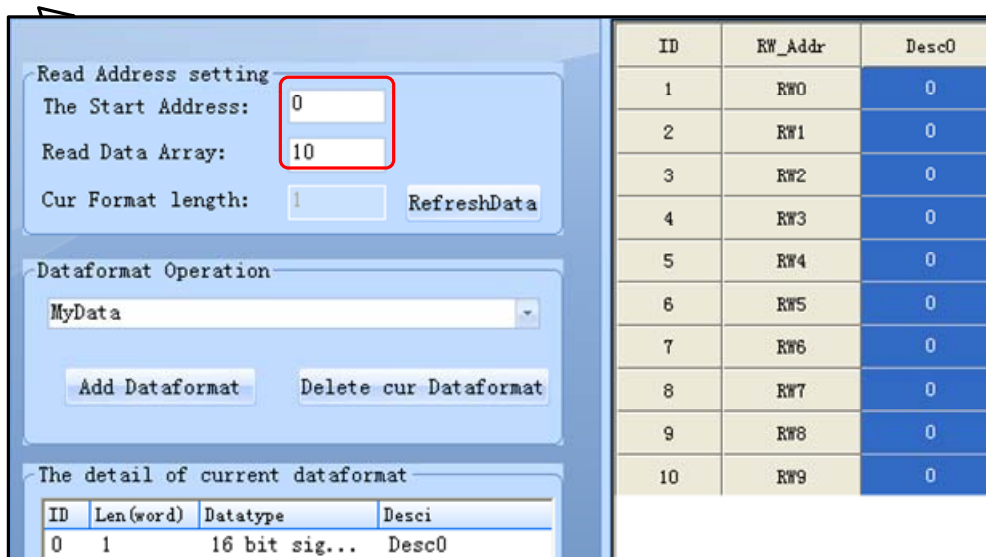 Read Address setting
The Start Address: 0
Read Data Array: 10
Cur Format length: 1 RefreshData
Dataformat Operation
MyData
Add Dataformat Delete cur Dataformat
The detail of current dataformat
ID Len(word) Datatype Desci
0 1 16 bit sig... Desc0
ID RW_Addr Desc0
1 RW0 0
2 RW1 0
3 RW2 0
4 RW3 0
5 RW4 0
6 RW5 0
7 RW6 0
8 RW7 0
9 RW8 0
10 RW9 0